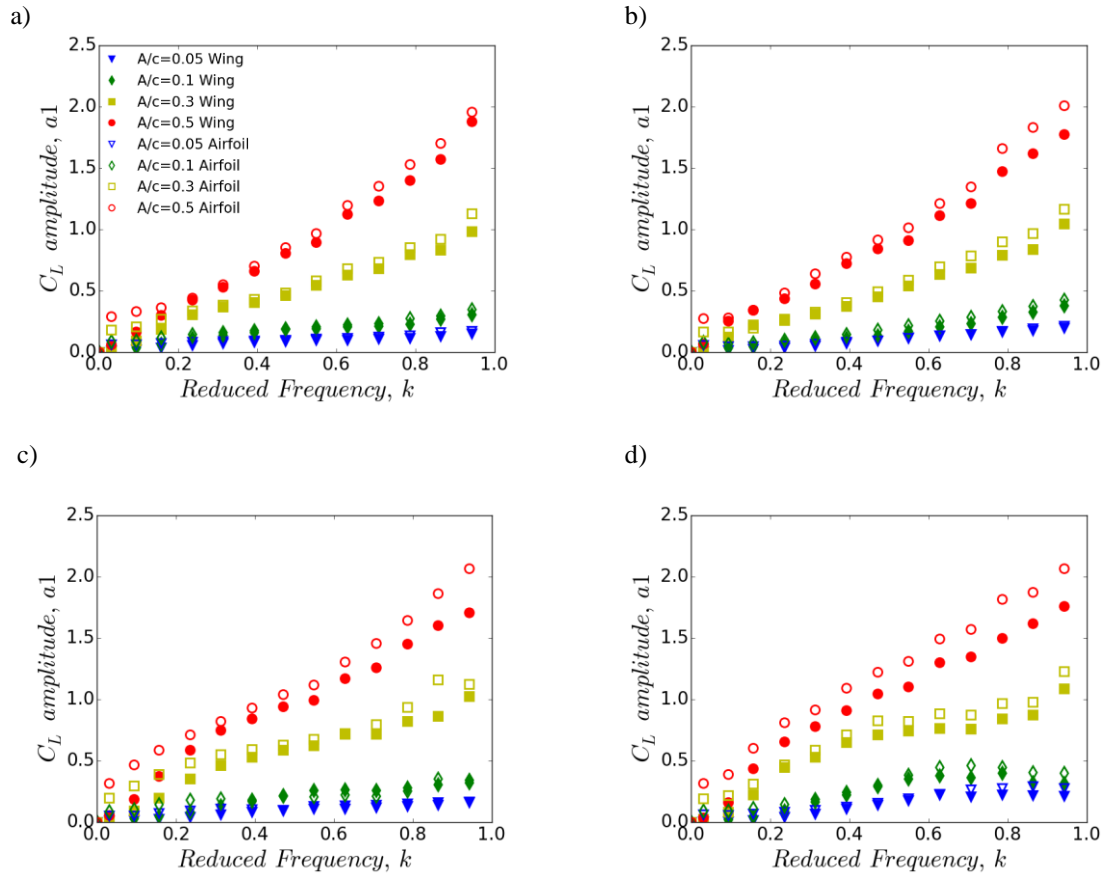 a)
2.5
2.0
1.5
1.0
0.5
0.0
C_L amplitude, a1
A/c=0.05 Wing
A/c=0.1 Wing
A/c=0.3 Wing
A/c=0.5 Wing
A/c=0.05 Airfoil
A/c=0.1 Airfoil
A/c=0.3 Airfoil
A/c=0.5 Airfoil
0.0 0.2 0.4 0.6 0.8 1.0
Reduced Frequency, k
b)
2.5
2.0
1.5
1.0
0.5
0.0
C_L amplitude, a1
0.0 0.2 0.4 0.6 0.8 1.0
Reduced Frequency, k
c)
2.5
2.0
1.5
1.0
0.5
0.0
C_L amplitude, a1
0.0 0.2 0.4 0.6 0.8 1.0
Reduced Frequency, k
d)
2.5
2.0
1.5
1.0
0.5
0.0
C_L amplitude, a1
0.0 0.2 0.4 0.6 0.8 1.0
Reduced Frequency, k